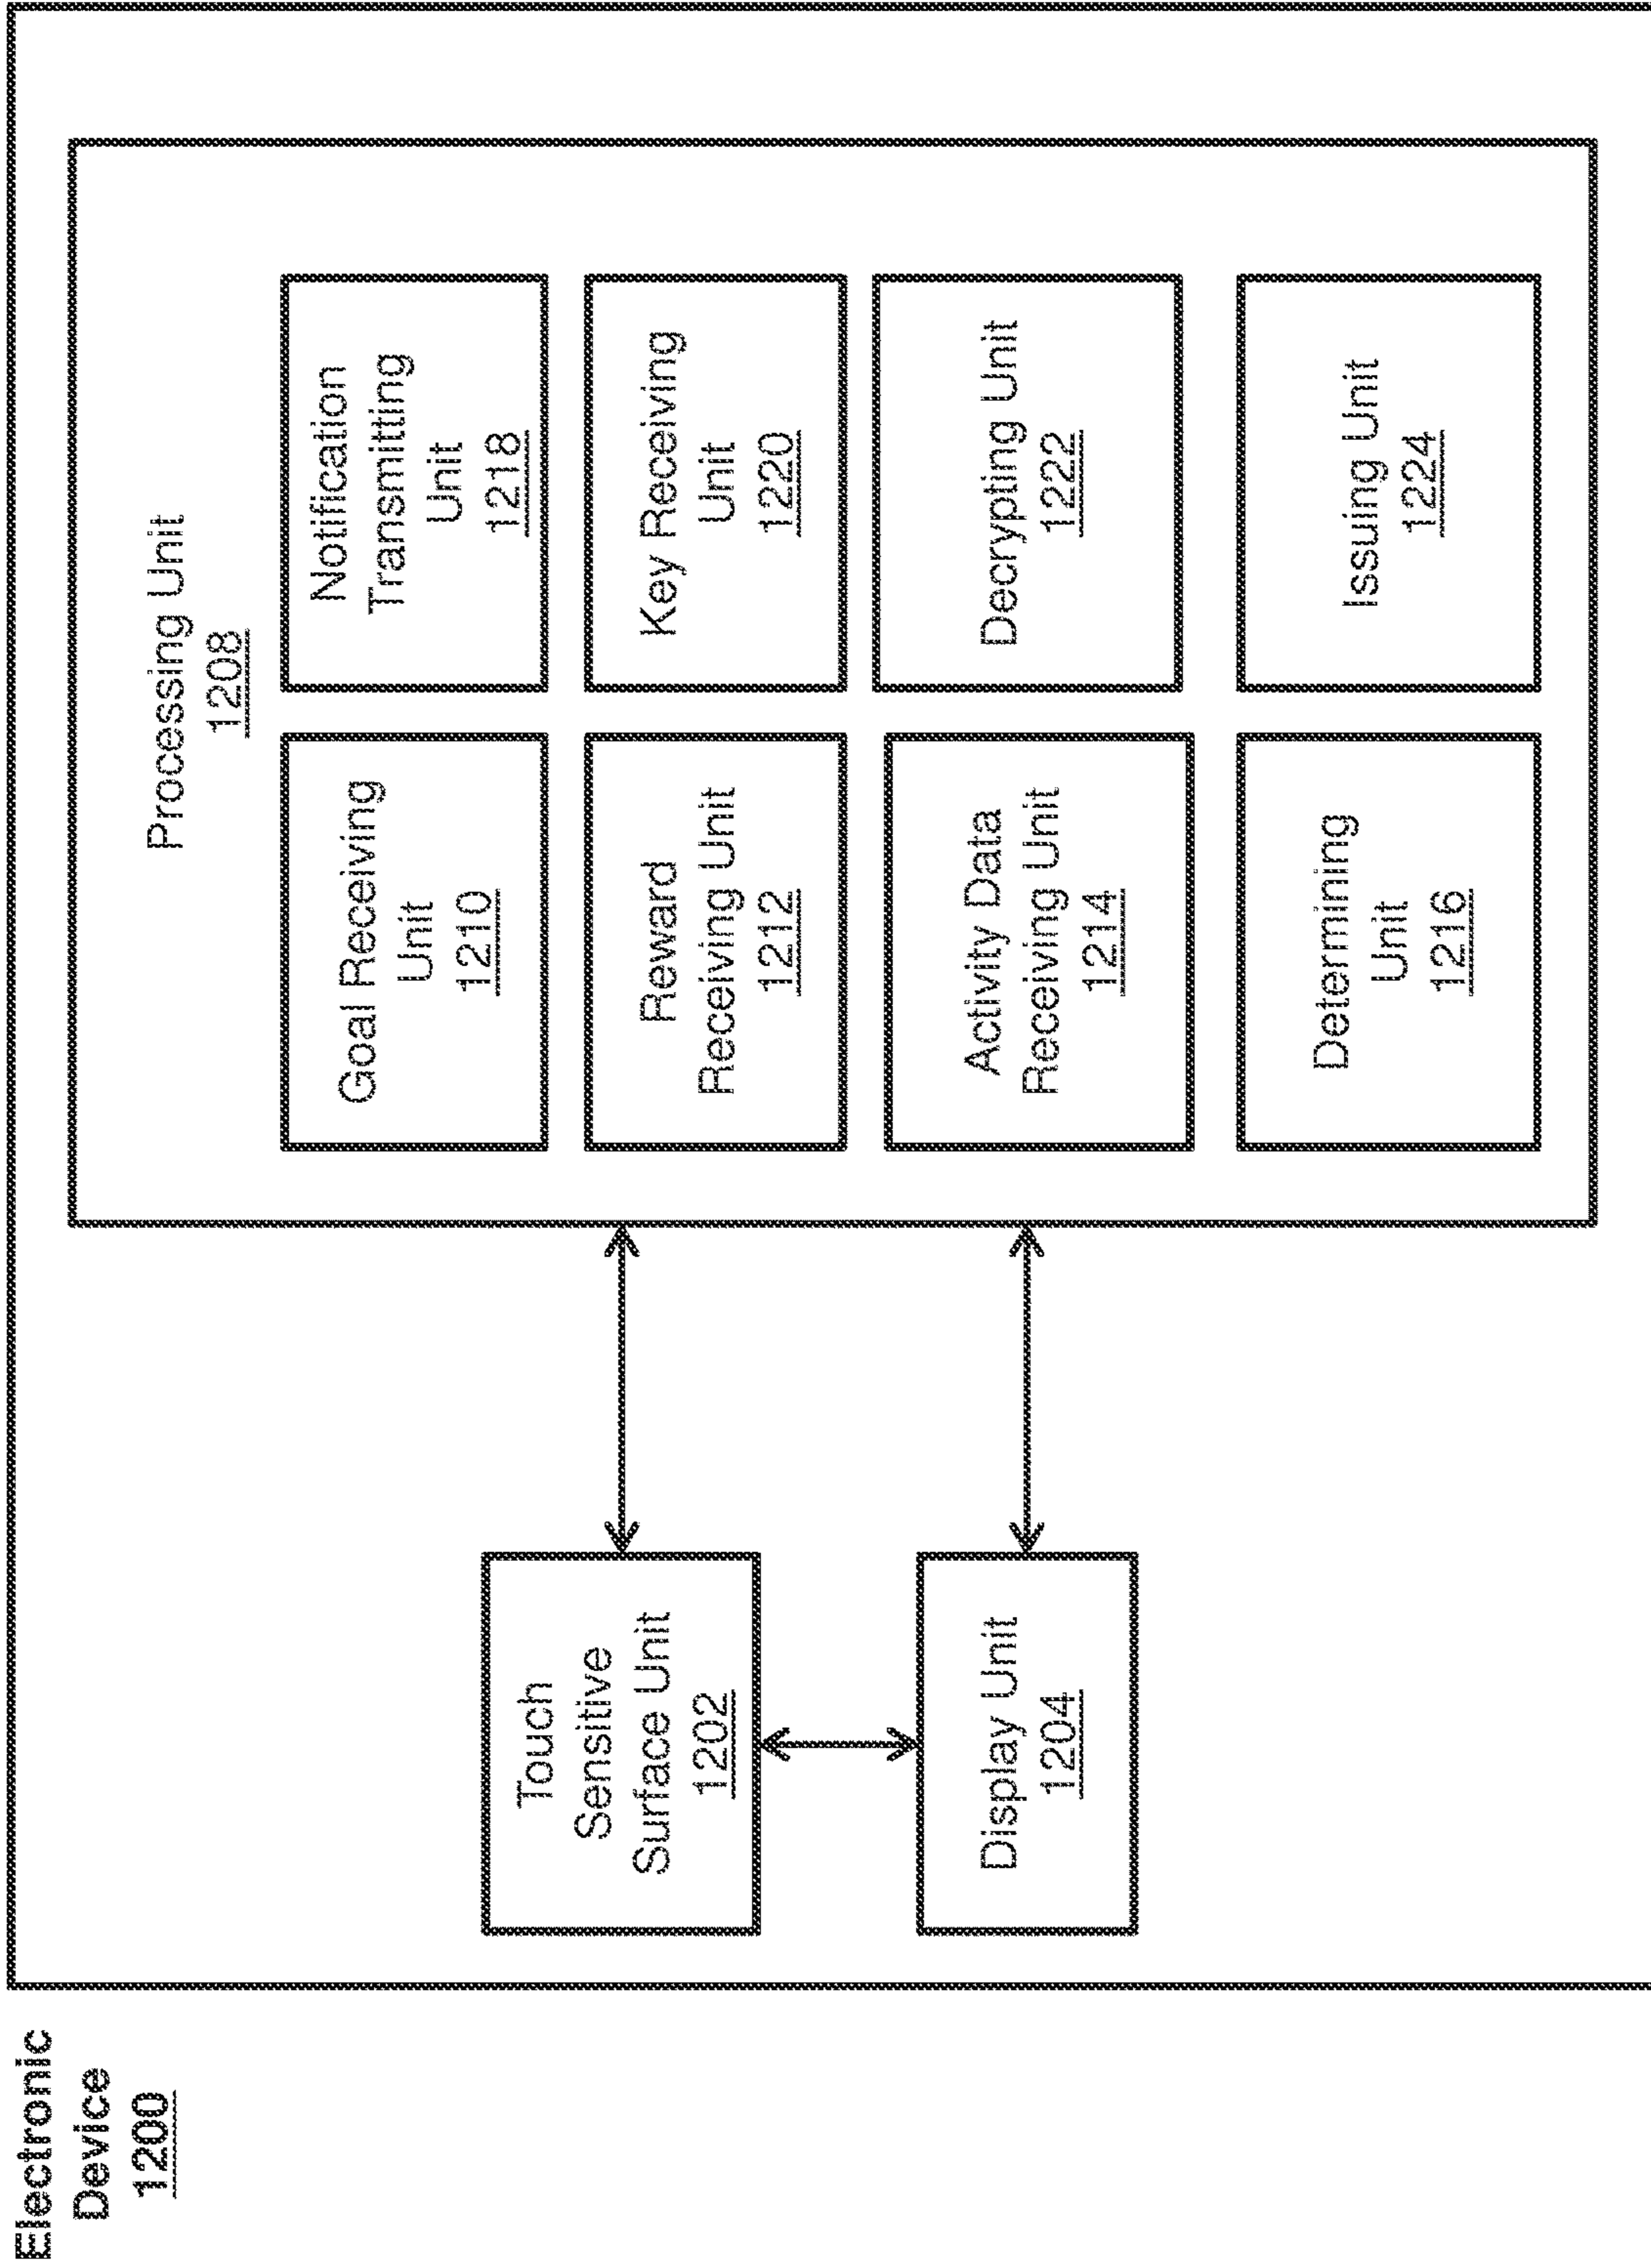 Electronic
Device
1200
Touch
Sensitive
Surface Unit
1202
Display Unit
1204
Processing Unit
1208
Goal Receiving
Unit
1210
Notification
Transmitting
Unit
1218
Reward
Receiving Unit
1212
Key Receiving
Unit
1220
Activity Data
Receiving Unit
1214
Decrypting Unit
1222
Determining
Unit
1216
Issuing Unit
1224